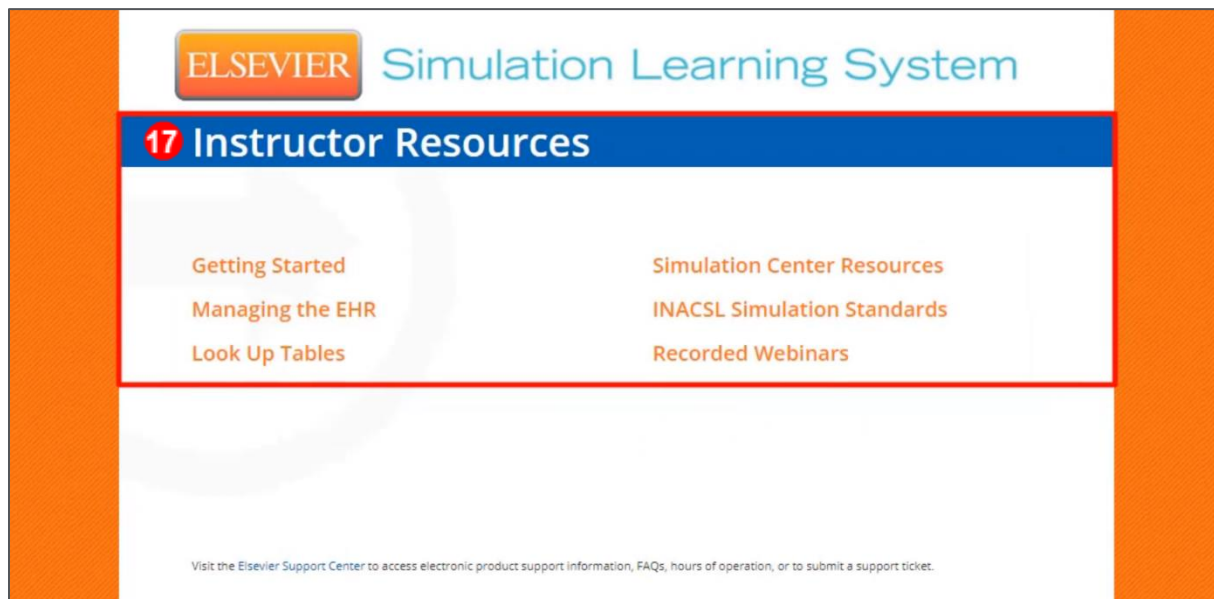 ELSEVIER Simulation Learning System
17 Instructor Resources
Getting Started
Managing the EHR
Look Up Tables
Simulation Center Resources
INACSL Simulation Standards
Recorded Webinars
Visit the Elsevier Support Center to access electronic product support information, FAQs, hours of operation, or to submit a support ticket.